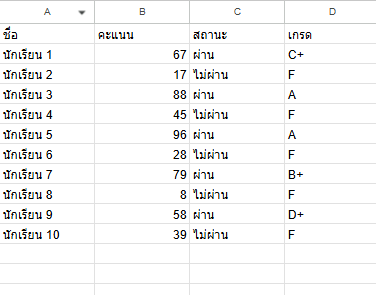 A B C D
ชื่อ คะแนน สถานะ เกรด
นักเรียน 1 67 ผ่าน C+
นักเรียน 2 17 ไม่ผ่าน F
นักเรียน 3 88 ผ่าน A
นักเรียน 4 45 ไม่ผ่าน F
นักเรียน 5 96 ผ่าน A
นักเรียน 6 28 ไม่ผ่าน F
นักเรียน 7 79 ผ่าน B+
นักเรียน 8 8 ไม่ผ่าน F
นักเรียน 9 58 ผ่าน D+
นักเรียน 10 39 ไม่ผ่าน F